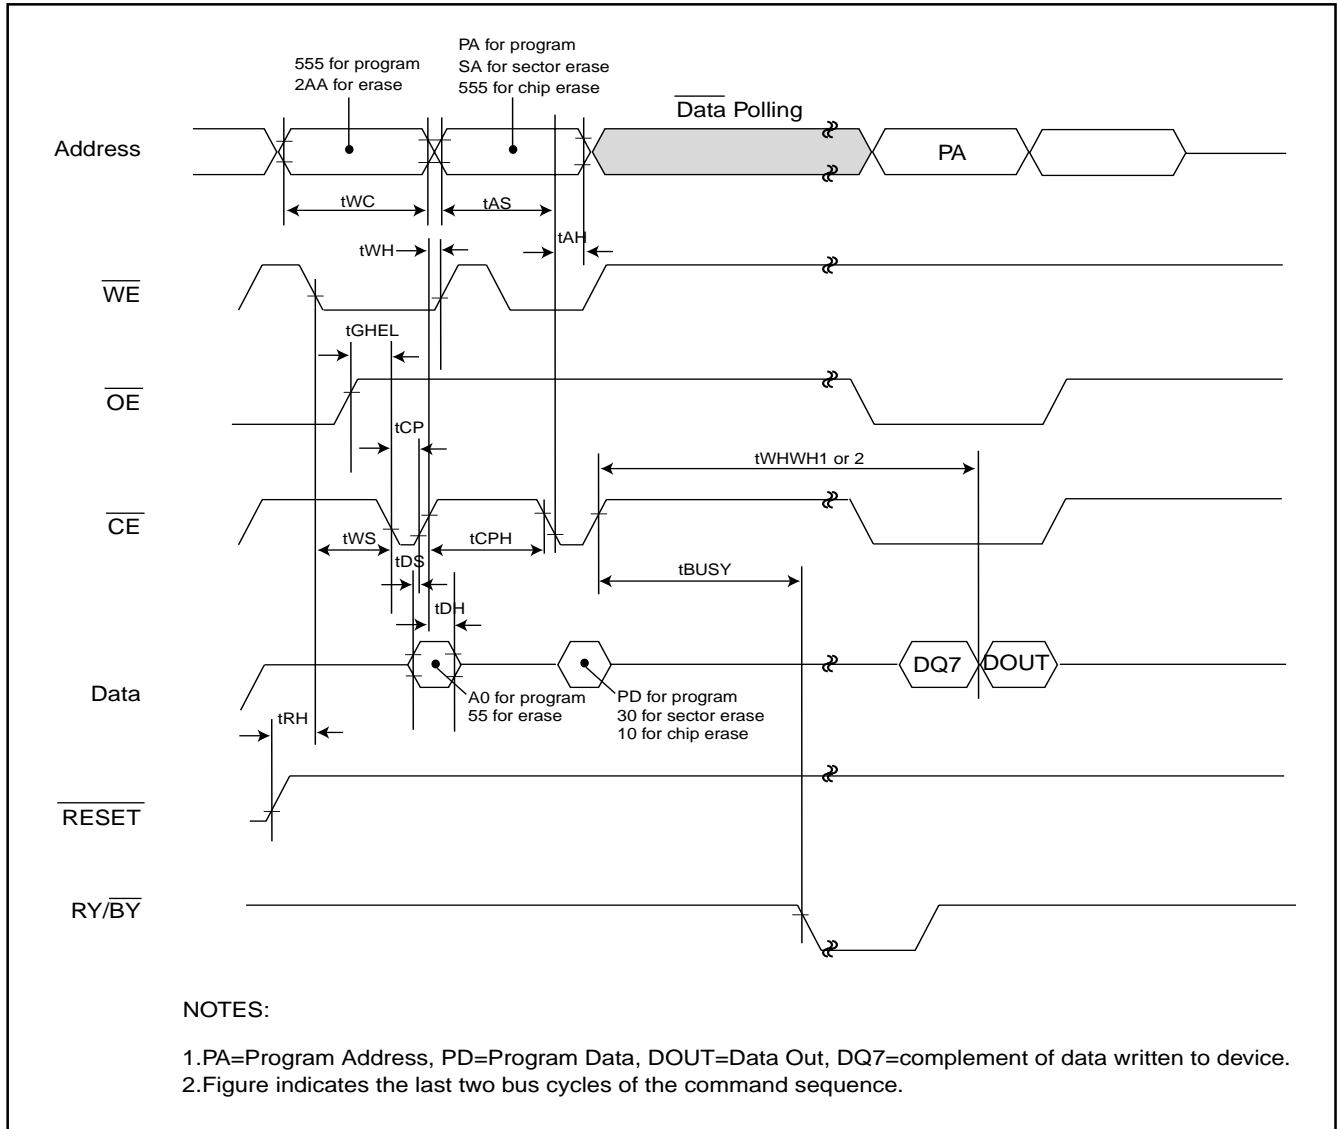 555 for program
2AA for erase
PA for program
SA for sector erase
555 for chip erase
Data Polling
Address
PA
tWC
tAS
tWH
tAH
WE
tGHEL
OE
tCP
tWHWH1 or 2
CE
tWS
tCPH
tDS
tBUSY
tDH
Data
DQ7
DOUT
A0 for program
55 for erase
PD for program
30 for sector erase
10 for chip erase
tRH
RESET
RY/BY
NOTES:
1.PA=Program Address, PD=Program Data, DOUT=Data Out, DQ7=complement of data written to device.
2.Figure indicates the last two bus cycles of the command sequence.